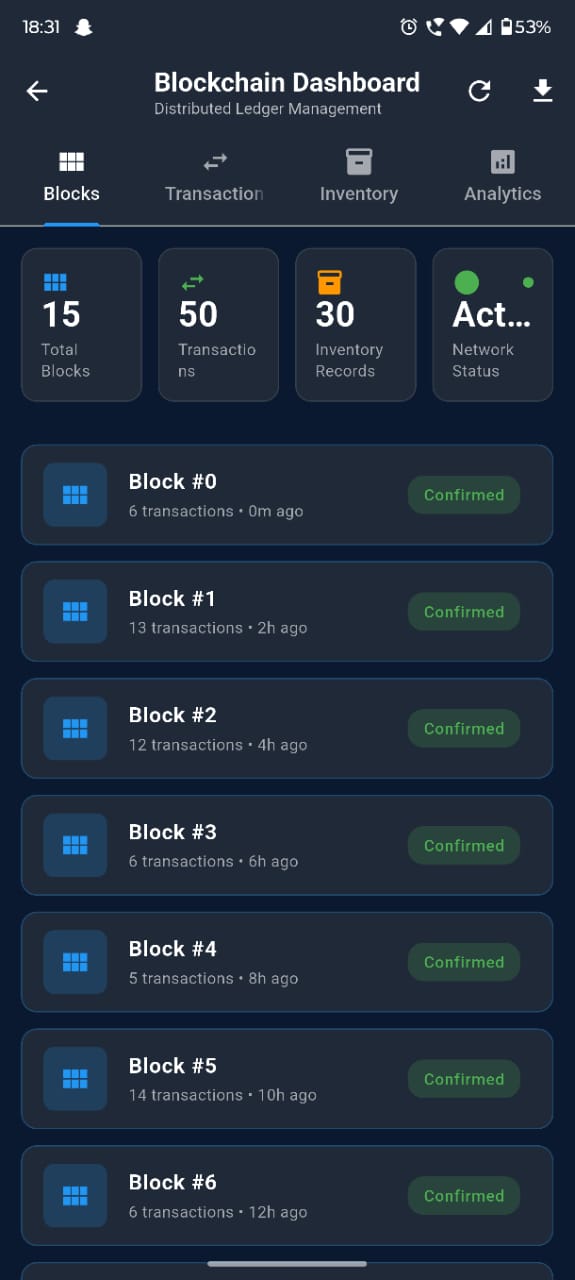 18:31
53%
Blockchain Dashboard
Distributed Ledger Management
Blocks
Transaction
Inventory
Analytics
15
Total
Blocks
50
Transactio
ns
30
Inventory
Records
Act...
Network
Status
Block #0
6 transactions • 0m ago
Confirmed
Block #1
13 transactions • 2h ago
Confirmed
Block #2
12 transactions • 4h ago
Confirmed
Block #3
6 transactions • 6h ago
Confirmed
Block #4
5 transactions • 8h ago
Confirmed
Block #5
14 transactions • 10h ago
Confirmed
Block #6
6 transactions • 12h ago
Confirmed